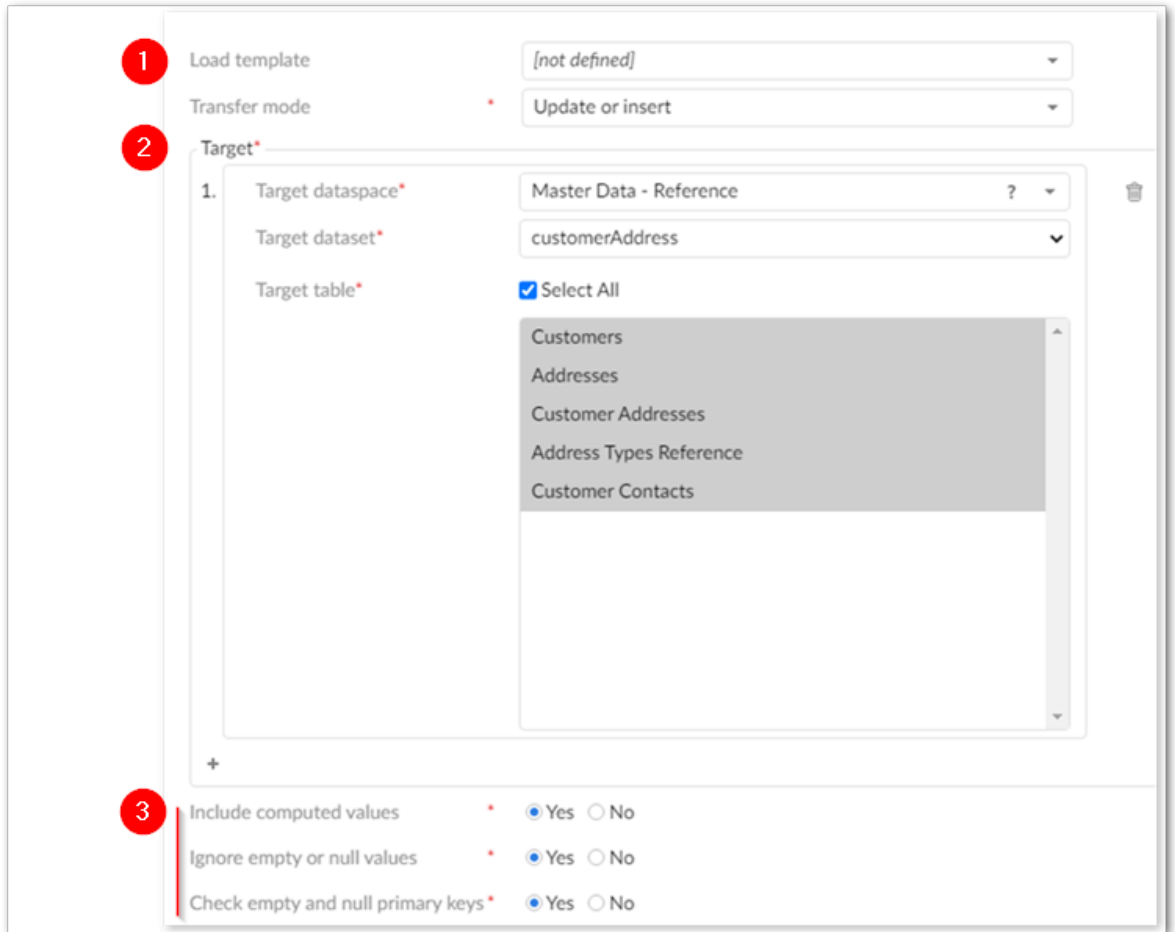 1 Load template [not defined]
Transfer mode * Update or insert
2 Target*
1. Target dataspace* Master Data - Reference ?
Target dataset* customerAddress
Target table* Select All
Customers
Addresses
Customer Addresses
Address Types Reference
Customer Contacts
+
3 Include computed values * Yes No
Ignore empty or null values * Yes No
Check empty and null primary keys * Yes No